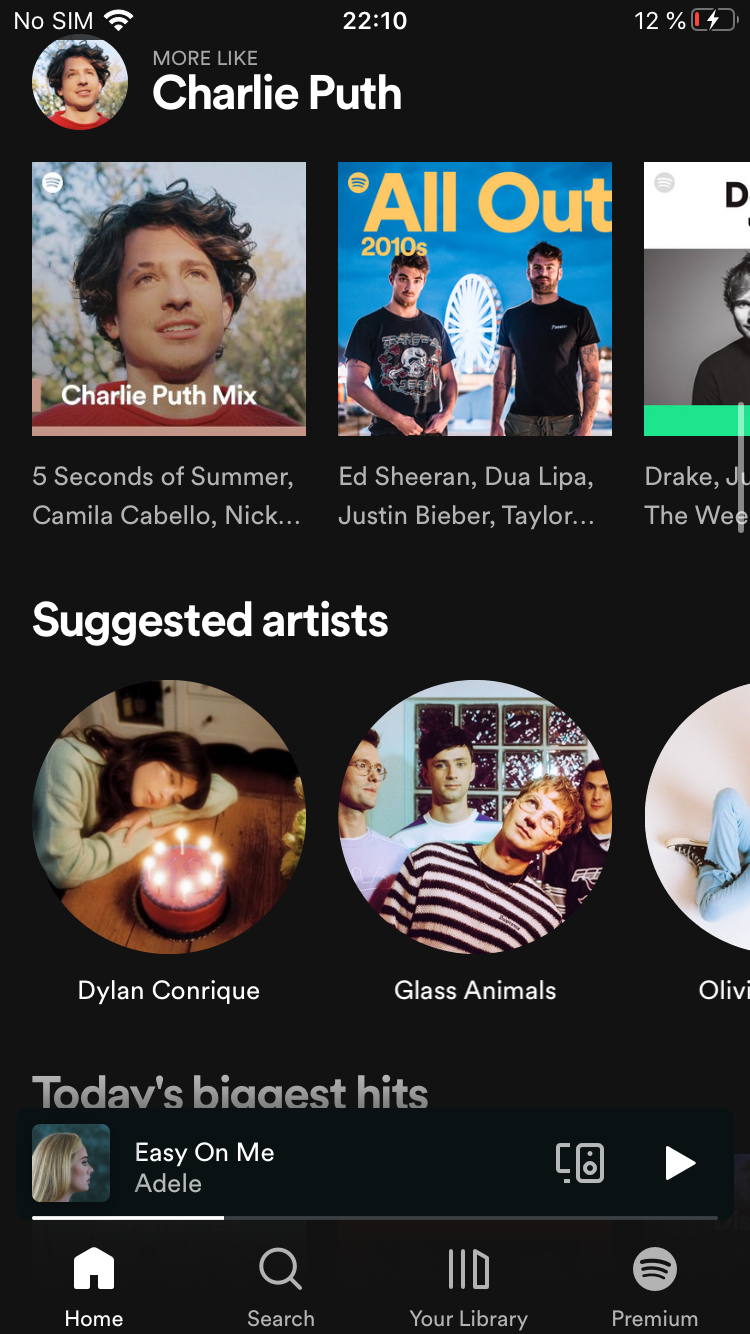 No SIM 22:10 12 %
MORE LIKE
Charlie Puth
All Out
2010s
Charlie Puth Mix
5 Seconds of Summer,
Camila Cabello, Nick...
Ed Sheeran, Dua Lipa,
Justin Bieber, Taylor...
Drake, Ju
The Wee
Suggested artists
Dylan Conrique
Glass Animals
Olivi
Today's biggest hits
Easy On Me
Adele
Home
Search
Your Library
Premium